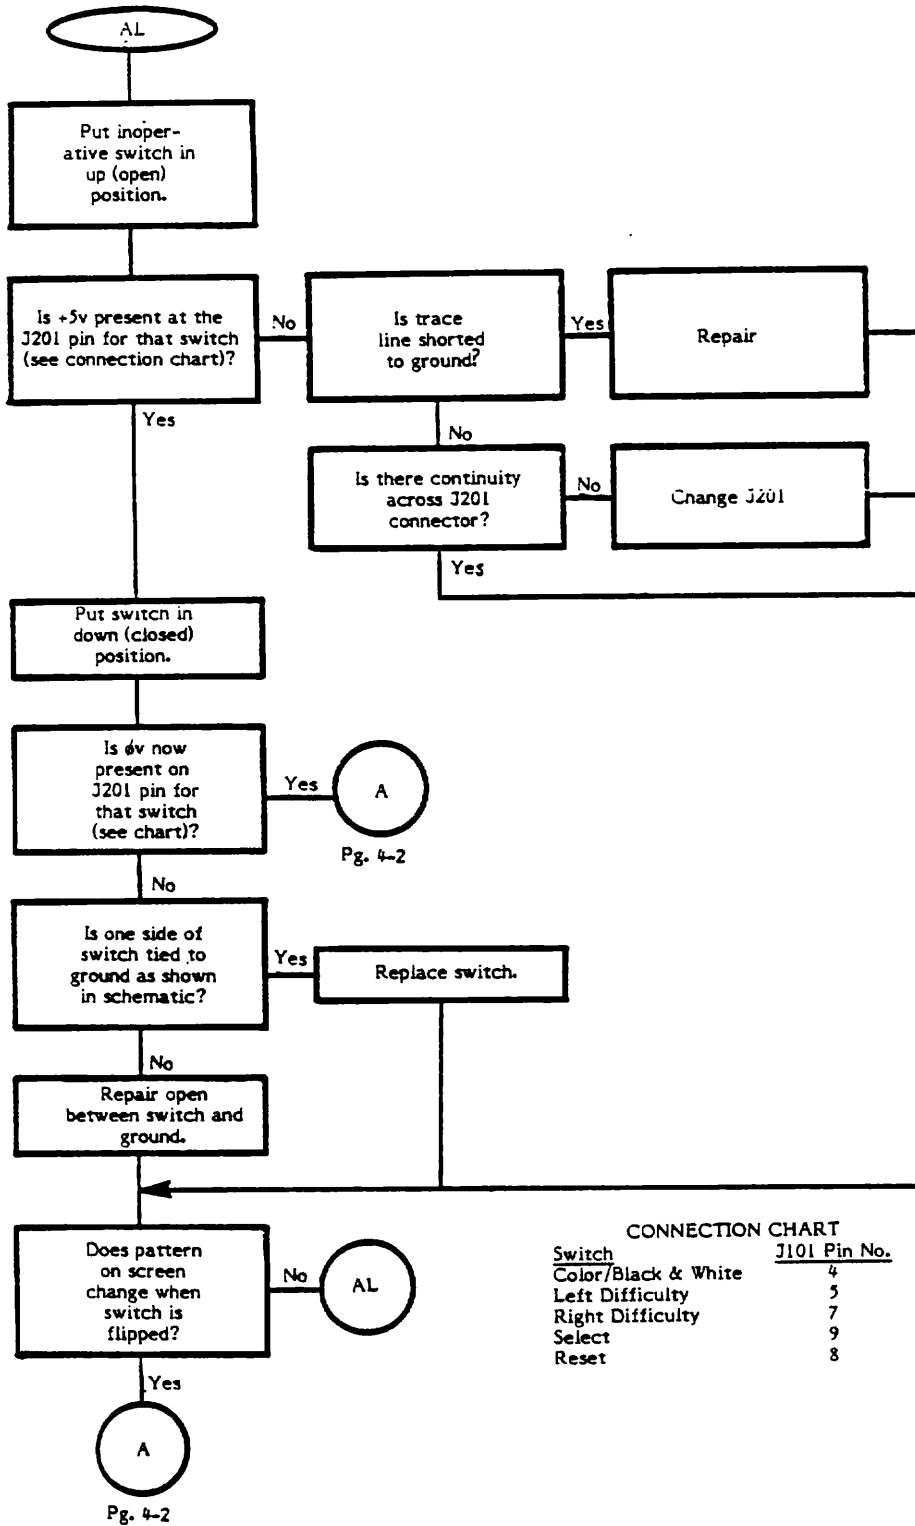 AL
Put inoper-
ative switch in
up (open)
position.
Is +5v present at the
J201 pin for that switch
(see connection chart)?
No
Is trace
line shorted
to ground?
Yes
Repair
Yes
No
Is there continuity
across J201
connector?
No
Change J201
Yes
Put switch in
down (closed)
position.
Is øv now
present on
J201 pin for
that switch
(see chart)?
Yes
A
Pg. 4-2
No
Is one side of
switch tied to
ground as shown
in schematic?
Yes
Replace switch.
No
Repair open
between switch and
ground.
Does pattern
on screen
change when
switch is
flipped?
No
AL
Yes
A
Pg. 4-2
CONNECTION CHART
Switch J101 Pin No.
Color/Black & White 4
Left Difficulty 5
Right Difficulty 7
Select 9
Reset 8